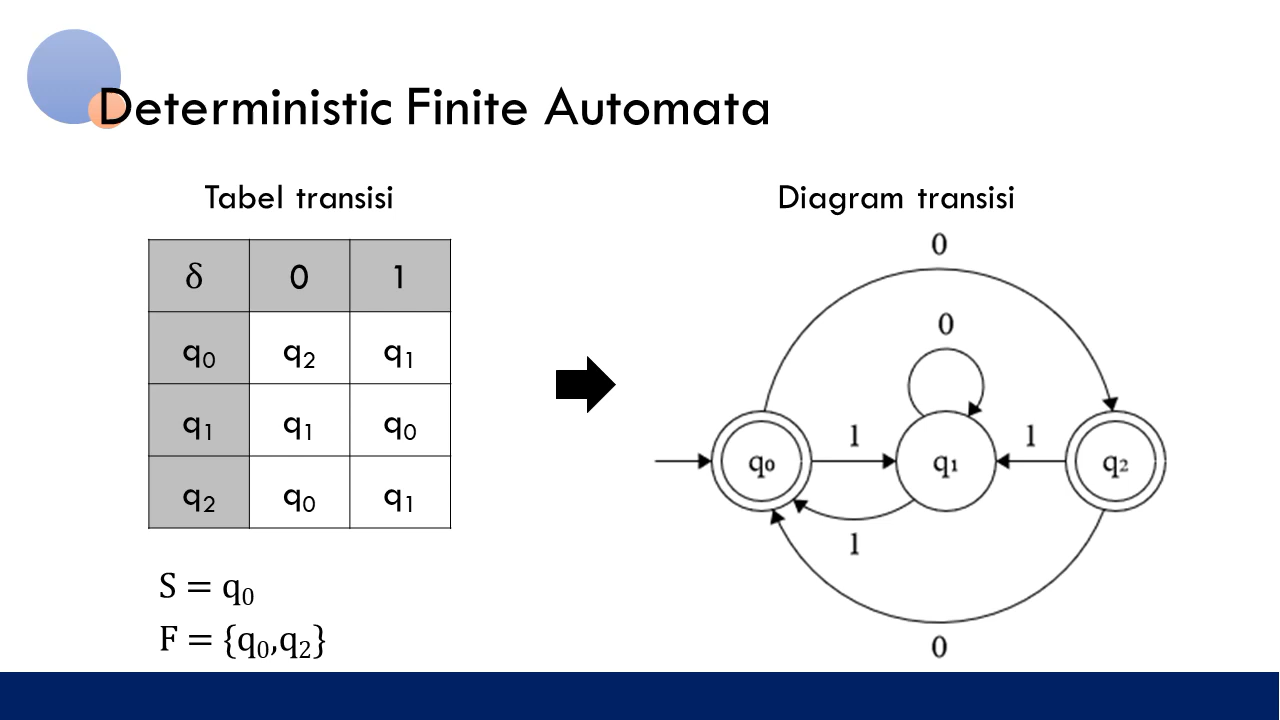 Deterministic Finite Automata
Tabel transisi
δ 0 1
q₀ q₂ q₁
q₁ q₁ q₀
q₂ q₀ q₁
S = q₀
F = {q₀,q₂}
Diagram transisi
0
0
1 1
q₀ q₁ q₂
1
0